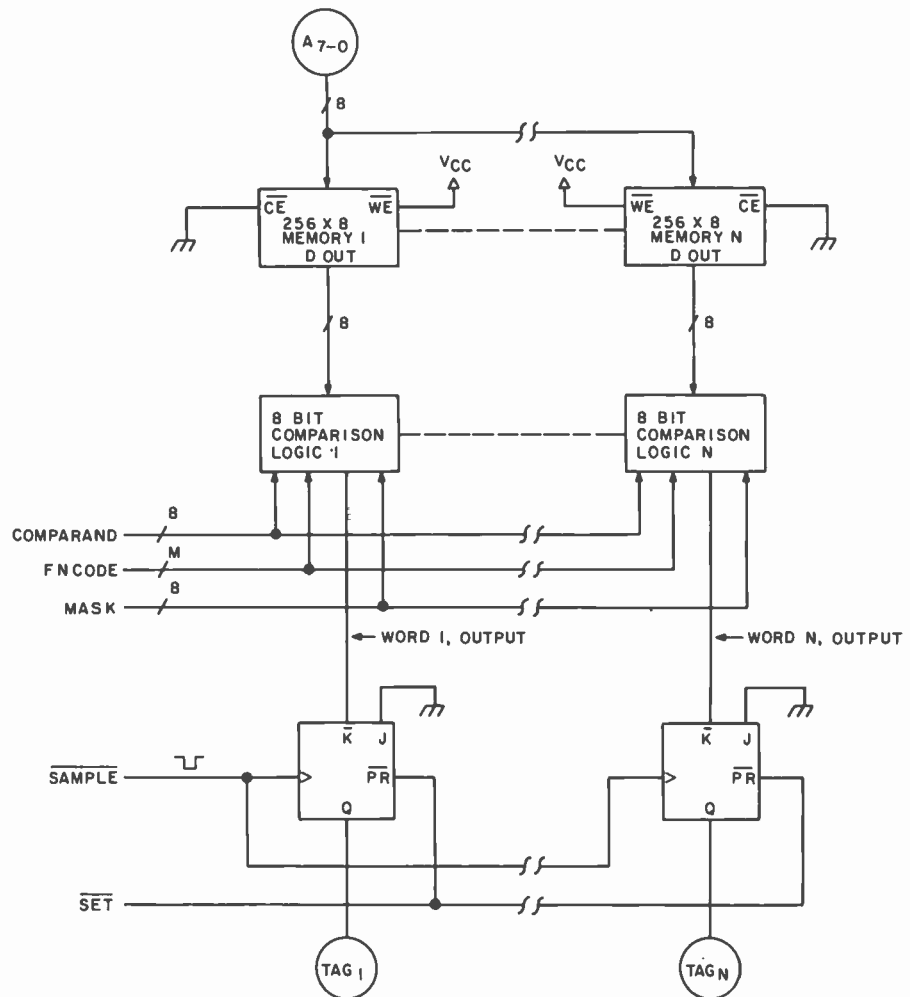 A7-0
8
VCC
VCC
CE
WE
256 X 8
MEMORY 1
D OUT
WE
CE
256 X 8
MEMORY N
D OUT
8
8
8 BIT
COMPARISON
LOGIC 1
8 BIT
COMPARISON
LOGIC N
COMPARAND
8
FNCODE
M
MASK
8
WORD 1, OUTPUT
WORD N, OUTPUT
K̅ J
PR
Q
K̅ J
PR
Q
SAMPLE
SET
TAG1
TAGN